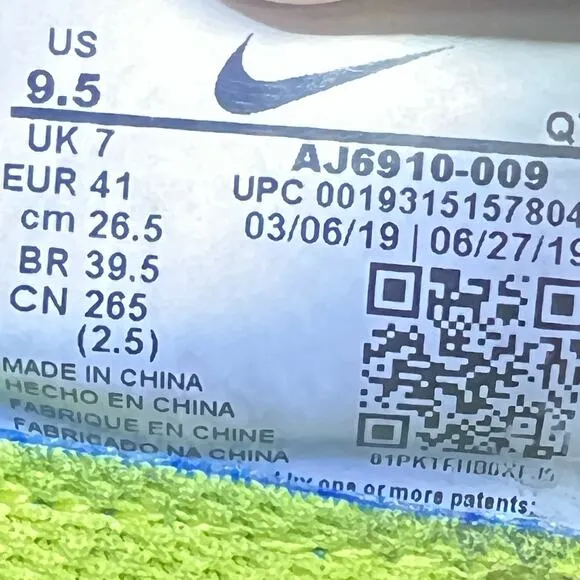 US
9.5
UK 7
EUR 41
cm 26.5
BR 39.5
CN 265
(2.5)
MADE IN CHINA
HECHO EN CHINA
FABRIQUE EN CHINE
FABRICADO NA CHINA
AJ6910-009
UPC 0019315157804
03/06/19 | 06/27/19
by one or more patents: